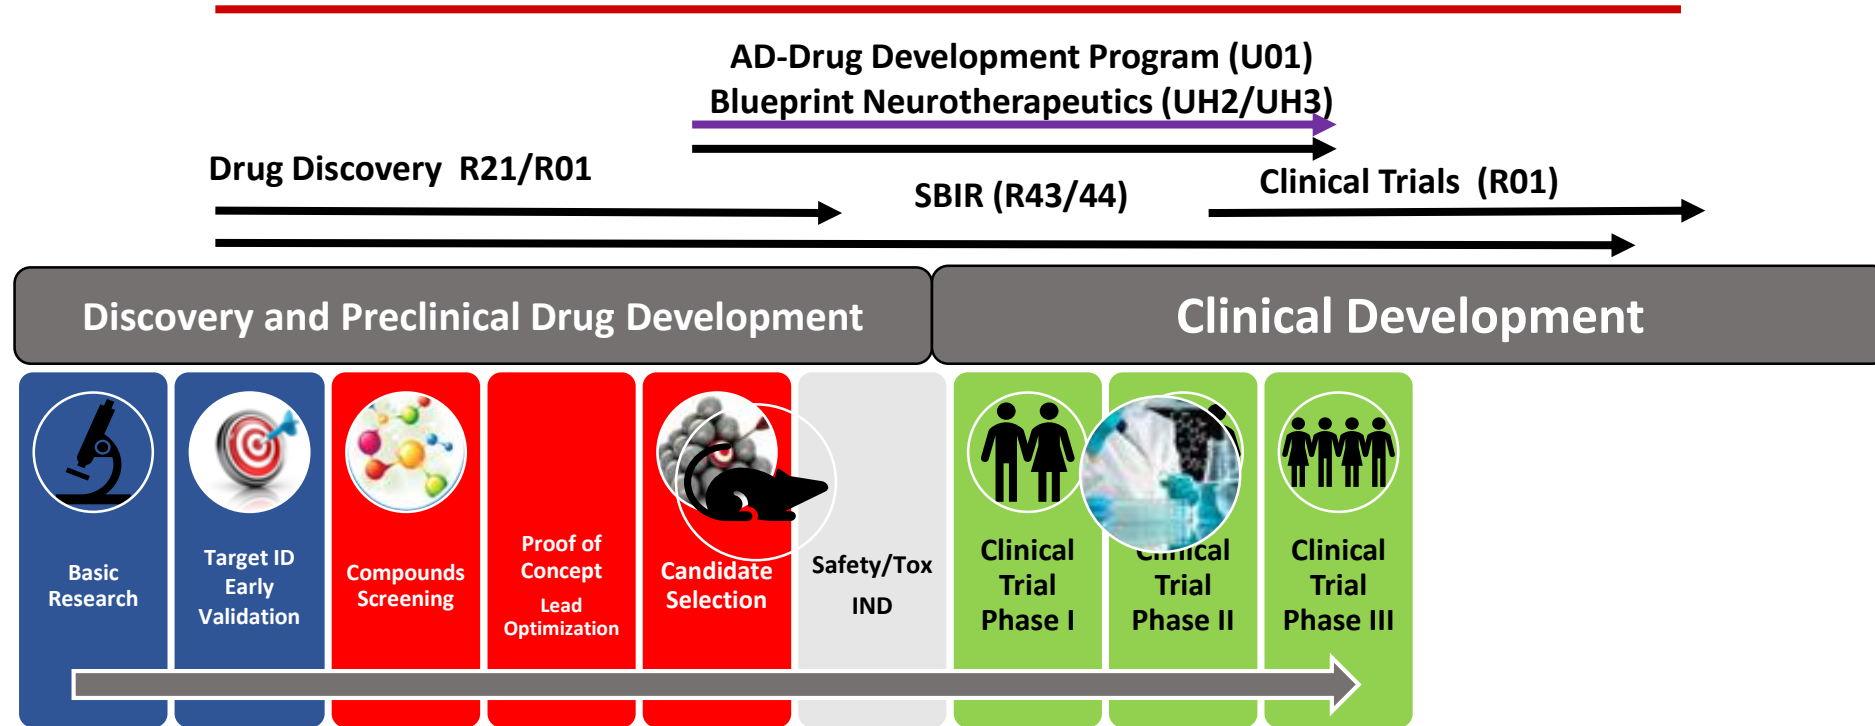 AD-Drug Development Program (U01)
Blueprint Neurotherapeutics (UH2/UH3)
Drug Discovery R21/R01
SBIR (R43/44)
Clinical Trials (R01)
Discovery and Preclinical Drug Development
Clinical Development
Basic
Research
Target ID
Early
Validation
Compounds
Screening
Proof of
Concept
Lead
Optimization
Candidate
Selection
Safety/Tox
IND
Clinical
Trial
Phase I
Clinical
Trial
Phase II
Clinical
Trial
Phase III